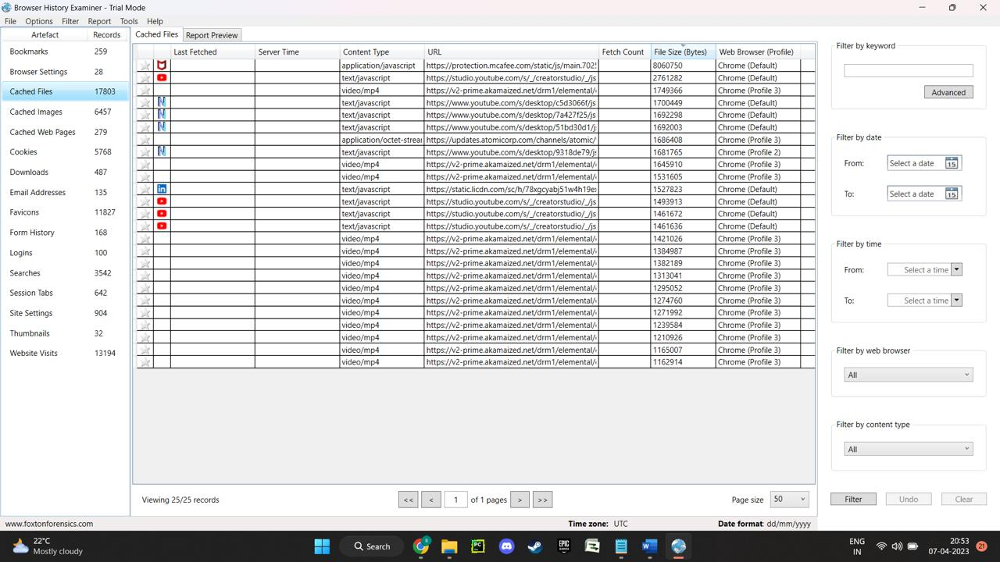 Browser History Examiner - Trial Mode
File Options Filter Report Tools Help
Artefact Records
Bookmarks 259
Browser Settings 28
Cached Files 17803
Cached Images 6457
Cached Web Pages 279
Cookies 5768
Downloads 487
Email Addresses 135
Favicons 11827
Form History 168
Logins 100
Searches 3542
Session Tabs 642
Site Settings 904
Thumbnails 32
Website Visits 13194
Cached Files Report Preview
Last Fetched Server Time Content Type URL Fetch Count File Size (Bytes) Web Browser (Profile)
application/javascript https://protection.mcafee.com/static/js/main.702 8060750 Chrome (Default)
text/javascript https://studio.youtube.com/s/_/creatorstudio/_/js 2761282 Chrome (Default)
video/mp4 https://v2-prime.akamaized.net/drm1/elemental/ 1749366 Chrome (Profile 3)
text/javascript https://www.youtube.com/s/desktop/c5d3066f/js 1700449 Chrome (Default)
text/javascript https://www.youtube.com/s/desktop/7a427f25/js 1692298 Chrome (Default)
text/javascript https://www.youtube.com/s/desktop/51bd30d1/j 1692003 Chrome (Default)
application/octet-strea https://updates.atomicorp.com/channels/atomic/ 1686408 Chrome (Profile 3)
text/javascript https://www.youtube.com/s/desktop/9318de79/j 1681765 Chrome (Profile 2)
video/mp4 https://v2-prime.akamaized.net/drm1/elemental/ 1645910 Chrome (Profile 3)
video/mp4 https://v2-prime.akamaized.net/drm1/elemental/ 1531605 Chrome (Profile 3)
text/javascript https://static.licdn.com/sc/h/78xgcyabj51w4h19e 1527823 Chrome (Default)
text/javascript https://studio.youtube.com/s/_/creatorstudio/_/js 1493913 Chrome (Default)
text/javascript https://studio.youtube.com/s/_/creatorstudio/_/js 1461672 Chrome (Default)
text/javascript https://studio.youtube.com/s/_/creatorstudio/_/js 1461636 Chrome (Default)
video/mp4 https://v2-prime.akamaized.net/drm1/elemental/ 1421026 Chrome (Profile 3)
video/mp4 https://v2-prime.akamaized.net/drm1/elemental/ 1384987 Chrome (Profile 3)
video/mp4 https://v2-prime.akamaized.net/drm1/elemental/ 1382189 Chrome (Profile 3)
video/mp4 https://v2-prime.akamaized.net/drm1/elemental/ 1313041 Chrome (Profile 3)
video/mp4 https://v2-prime.akamaized.net/drm1/elemental/ 1295052 Chrome (Profile 3)
video/mp4 https://v2-prime.akamaized.net/drm1/elemental/ 1274760 Chrome (Profile 3)
video/mp4 https://v2-prime.akamaized.net/drm1/elemental/ 1271992 Chrome (Profile 3)
video/mp4 https://v2-prime.akamaized.net/drm1/elemental/ 1239584 Chrome (Profile 3)
video/mp4 https://v2-prime.akamaized.net/drm1/elemental/ 1210926 Chrome (Profile 3)
video/mp4 https://v2-prime.akamaized.net/drm1/elemental/ 1165007 Chrome (Profile 3)
video/mp4 https://v2-prime.akamaized.net/drm1/elemental/ 1162914 Chrome (Profile 3)
Viewing 25/25 records << < 1 of 1 pages > >> Page size 50
Filter by keyword
Advanced
Filter by date
From: Select a date 15
To: Select a date 15
Filter by time
From: Select a time
To: Select a time
Filter by web browser
All
Filter by content type
All
Filter Undo Clear
www.foxtonforensics.com Time zone: UTC Date format: dd/mm/yyyy
22°C
Mostly cloudy
Search
ENG
IN
20:53
07-04-2023
21